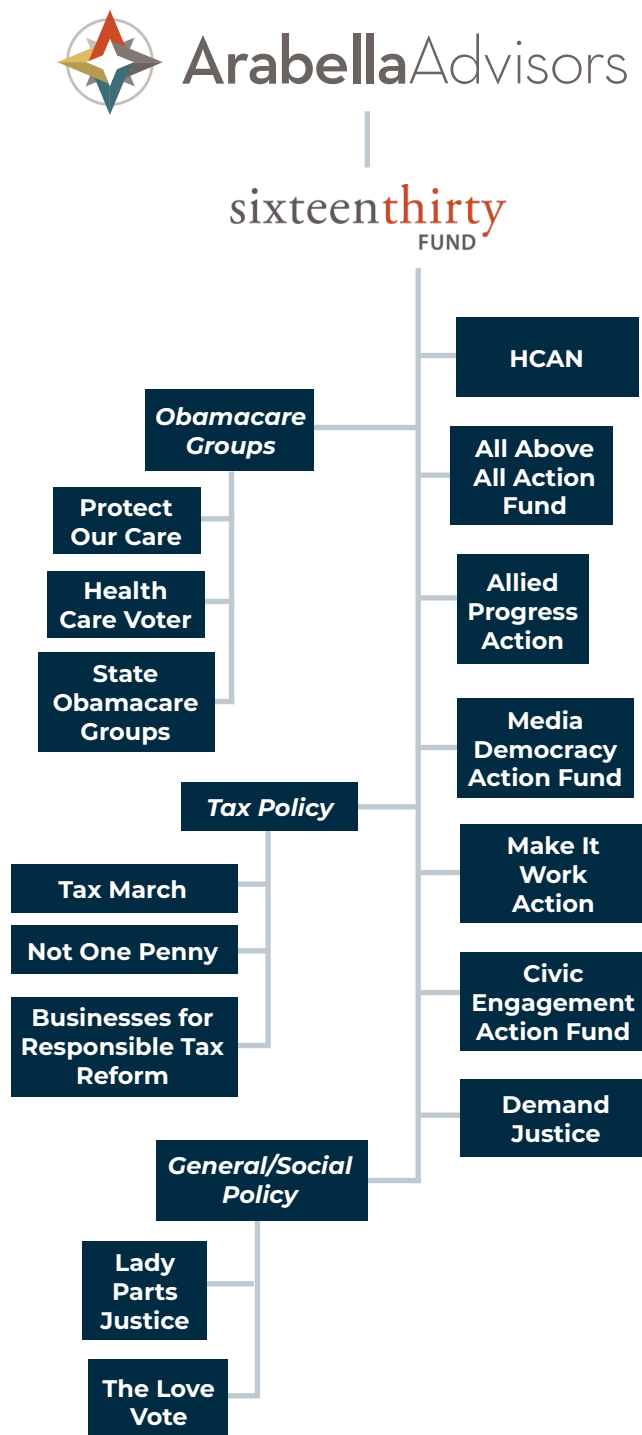 ArabellaAdvisors
sixteenthirty
FUND
HCAN
Obamacare
Groups
All Above
All Action
Fund
Protect
Our Care
Health
Care Voter
Allied
Progress
Action
State
Obamacare
Groups
Media
Democracy
Action Fund
Tax Policy
Make It
Work
Action
Tax March
Not One Penny
Civic
Engagement
Action Fund
Businesses for
Responsible Tax
Reform
Demand
Justice
General/Social
Policy
Lady
Parts
Justice
The Love
Vote